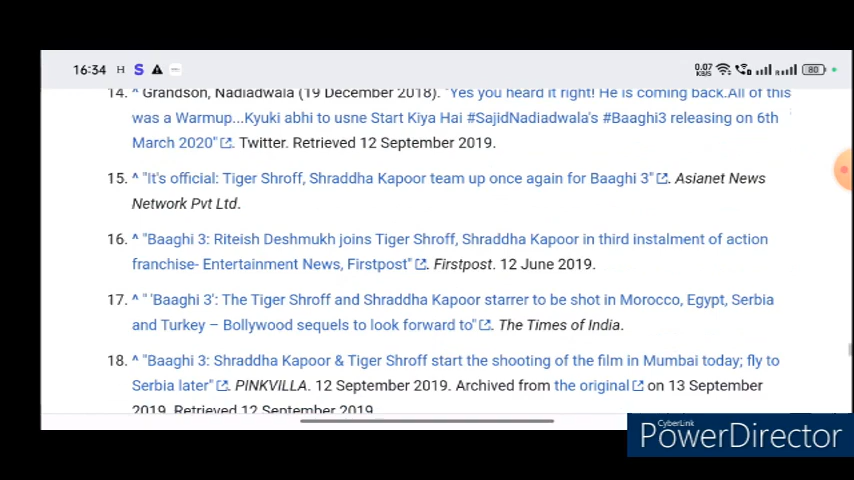 16:34 H S 0.07 KB/S 80
14. ^ Grandson, Nadiadwala (19 December 2018). "Yes you heard it right! He is coming back.All of this
was a Warmup...Kyuki abhi to usne Start Kiya Hai #SajidNadiadwala's #Baaghi3 releasing on 6th
March 2020". Twitter. Retrieved 12 September 2019.
15. ^ "It's official: Tiger Shroff, Shraddha Kapoor team up once again for Baaghi 3". Asianet News
Network Pvt Ltd.
16. ^ "Baaghi 3: Riteish Deshmukh joins Tiger Shroff, Shraddha Kapoor in third instalment of action
franchise- Entertainment News, Firstpost". Firstpost. 12 June 2019.
17. ^ " 'Baaghi 3': The Tiger Shroff and Shraddha Kapoor starrer to be shot in Morocco, Egypt, Serbia
and Turkey – Bollywood sequels to look forward to". The Times of India.
18. ^ "Baaghi 3: Shraddha Kapoor & Tiger Shroff start the shooting of the film in Mumbai today; fly to
Serbia later". PINKVILLA. 12 September 2019. Archived from the original on 13 September
2019. Retrieved 12 September 2019.
CyberLink
PowerDirector